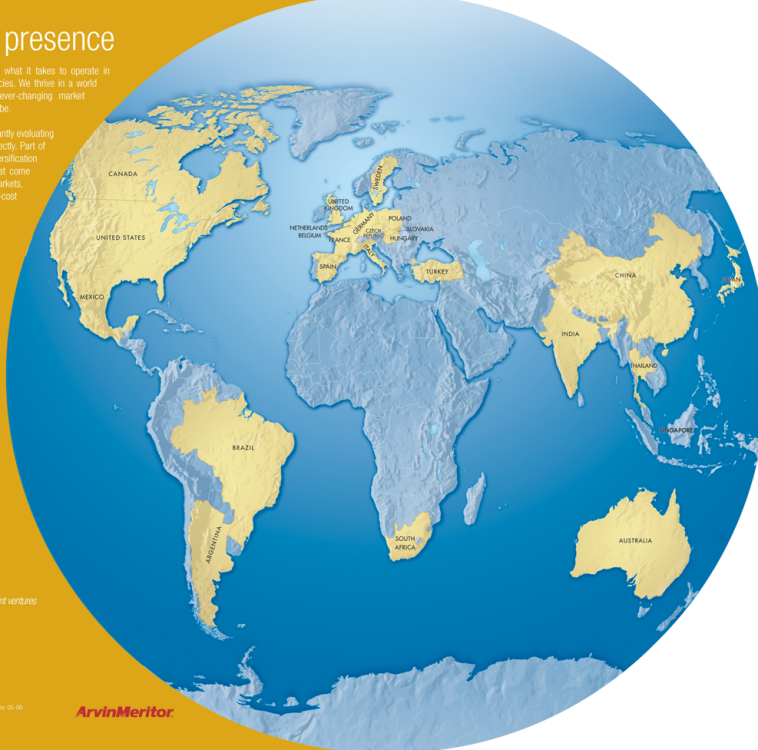 presence
what it takes to operate in
cies. We thrive in a world
ever-changing market
be.
antly evaluating
ectly. Part of
ersification
at come
arkets,
-cost
CANADA
UNITED STATES
MEXICO
BRAZIL
ARGENTINA
SWEDEN
UNITED
KINGDOM
NETHERLANDS
BELGIUM
GERMANY
POLAND
CZECH
REPUBLIC
SLOVAKIA
HUNGARY
FRANCE
ITALY
SPAIN
TURKEY
SOUTH
AFRICA
CHINA
JAPAN
INDIA
THAILAND
SINGAPORE
AUSTRALIA
nt ventures
05-06
ArvinMeritor